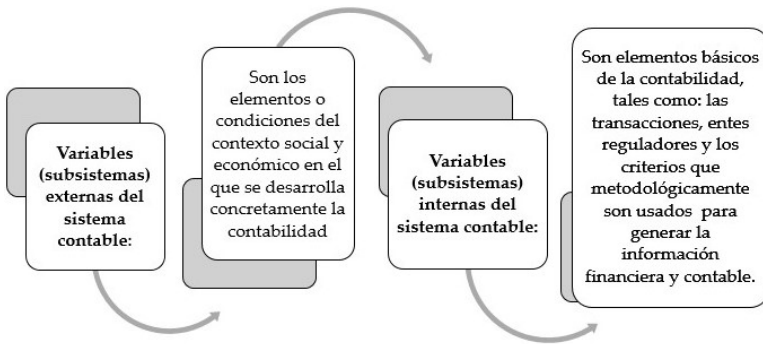 Variables
(subsistemas)
externas del
sistema
contable:
Son los
elementos o
condiciones del
contexto social y
económico en el
que se desarrolla
concretamente la
contabilidad
Variables
(subsistemas)
internas del
sistema contable:
Son elementos básicos
de la contabilidad,
tales como: las
transacciones, entes
reguladores y los
criterios que
metodológicamente
son usados para
generar la
información
financiera y contable.